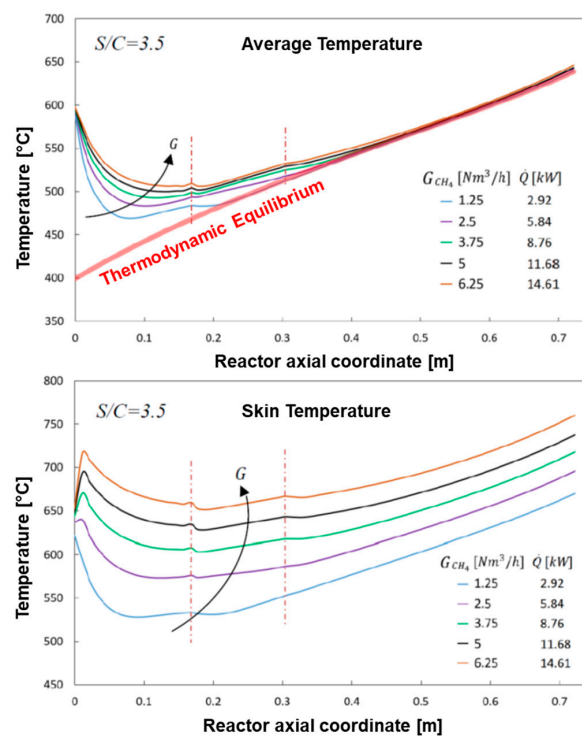 700
S/C=3.5
Average Temperature
650
600
550
500
450
400
350
300
Temperature [°C]
G
Thermodynamic Equilibrium
G_CH₄ [Nm³/h] Q̇ [kW]
1.25 2.92
2.5 5.84
3.75 8.76
5 11.68
6.25 14.61
0 0.1 0.2 0.3 0.4 0.5 0.6 0.7
Reactor axial coordinate [m]
800
S/C=3.5
Skin Temperature
750
700
650
600
550
500
450
Temperature [°C]
G
G_CH₄ [Nm³/h] Q̇ [kW]
1.25 2.92
2.5 5.84
3.75 8.76
5 11.68
6.25 14.61
0 0.1 0.2 0.3 0.4 0.5 0.6 0.7
Reactor axial coordinate [m]